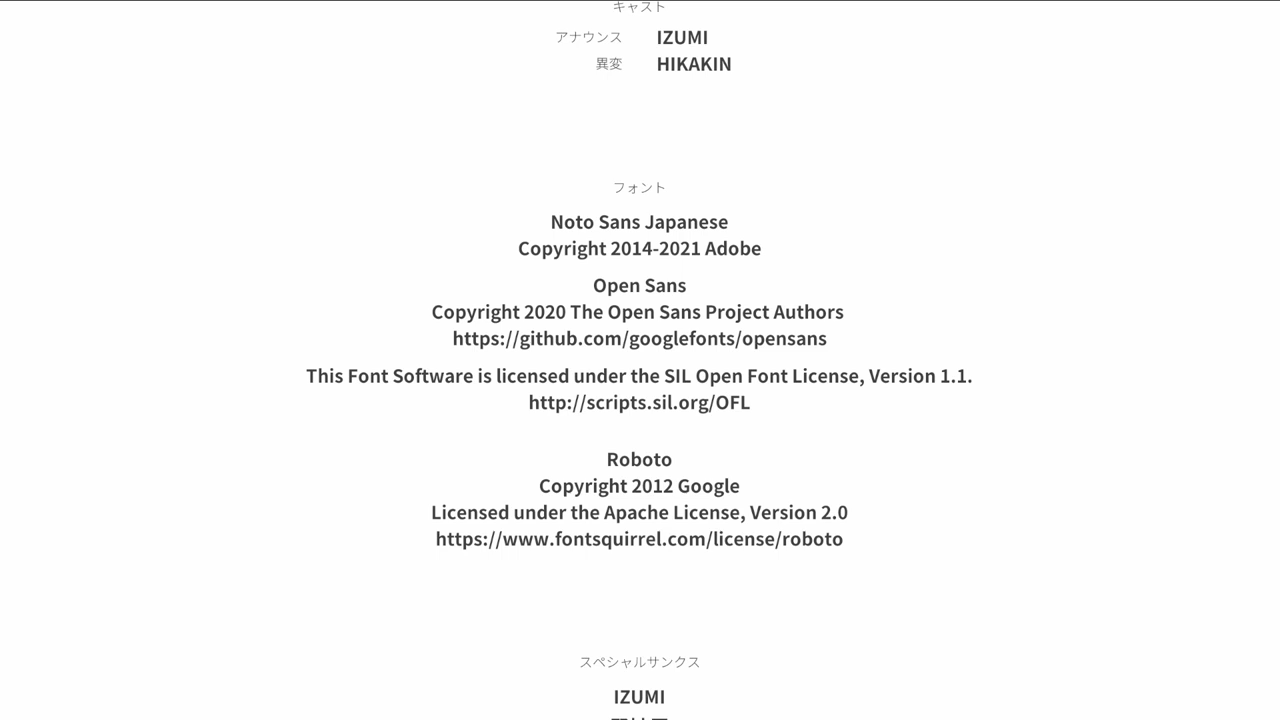 キャスト
アナウンス IZUMI
異変 HIKAKIN
フォント
Noto Sans Japanese
Copyright 2014-2021 Adobe
Open Sans
Copyright 2020 The Open Sans Project Authors
https://github.com/googlefonts/opensans
This Font Software is licensed under the SIL Open Font License, Version 1.1.
http://scripts.sil.org/OFL
Roboto
Copyright 2012 Google
Licensed under the Apache License, Version 2.0
https://www.fontsquirrel.com/license/roboto
スペシャルサンクス
IZUMI